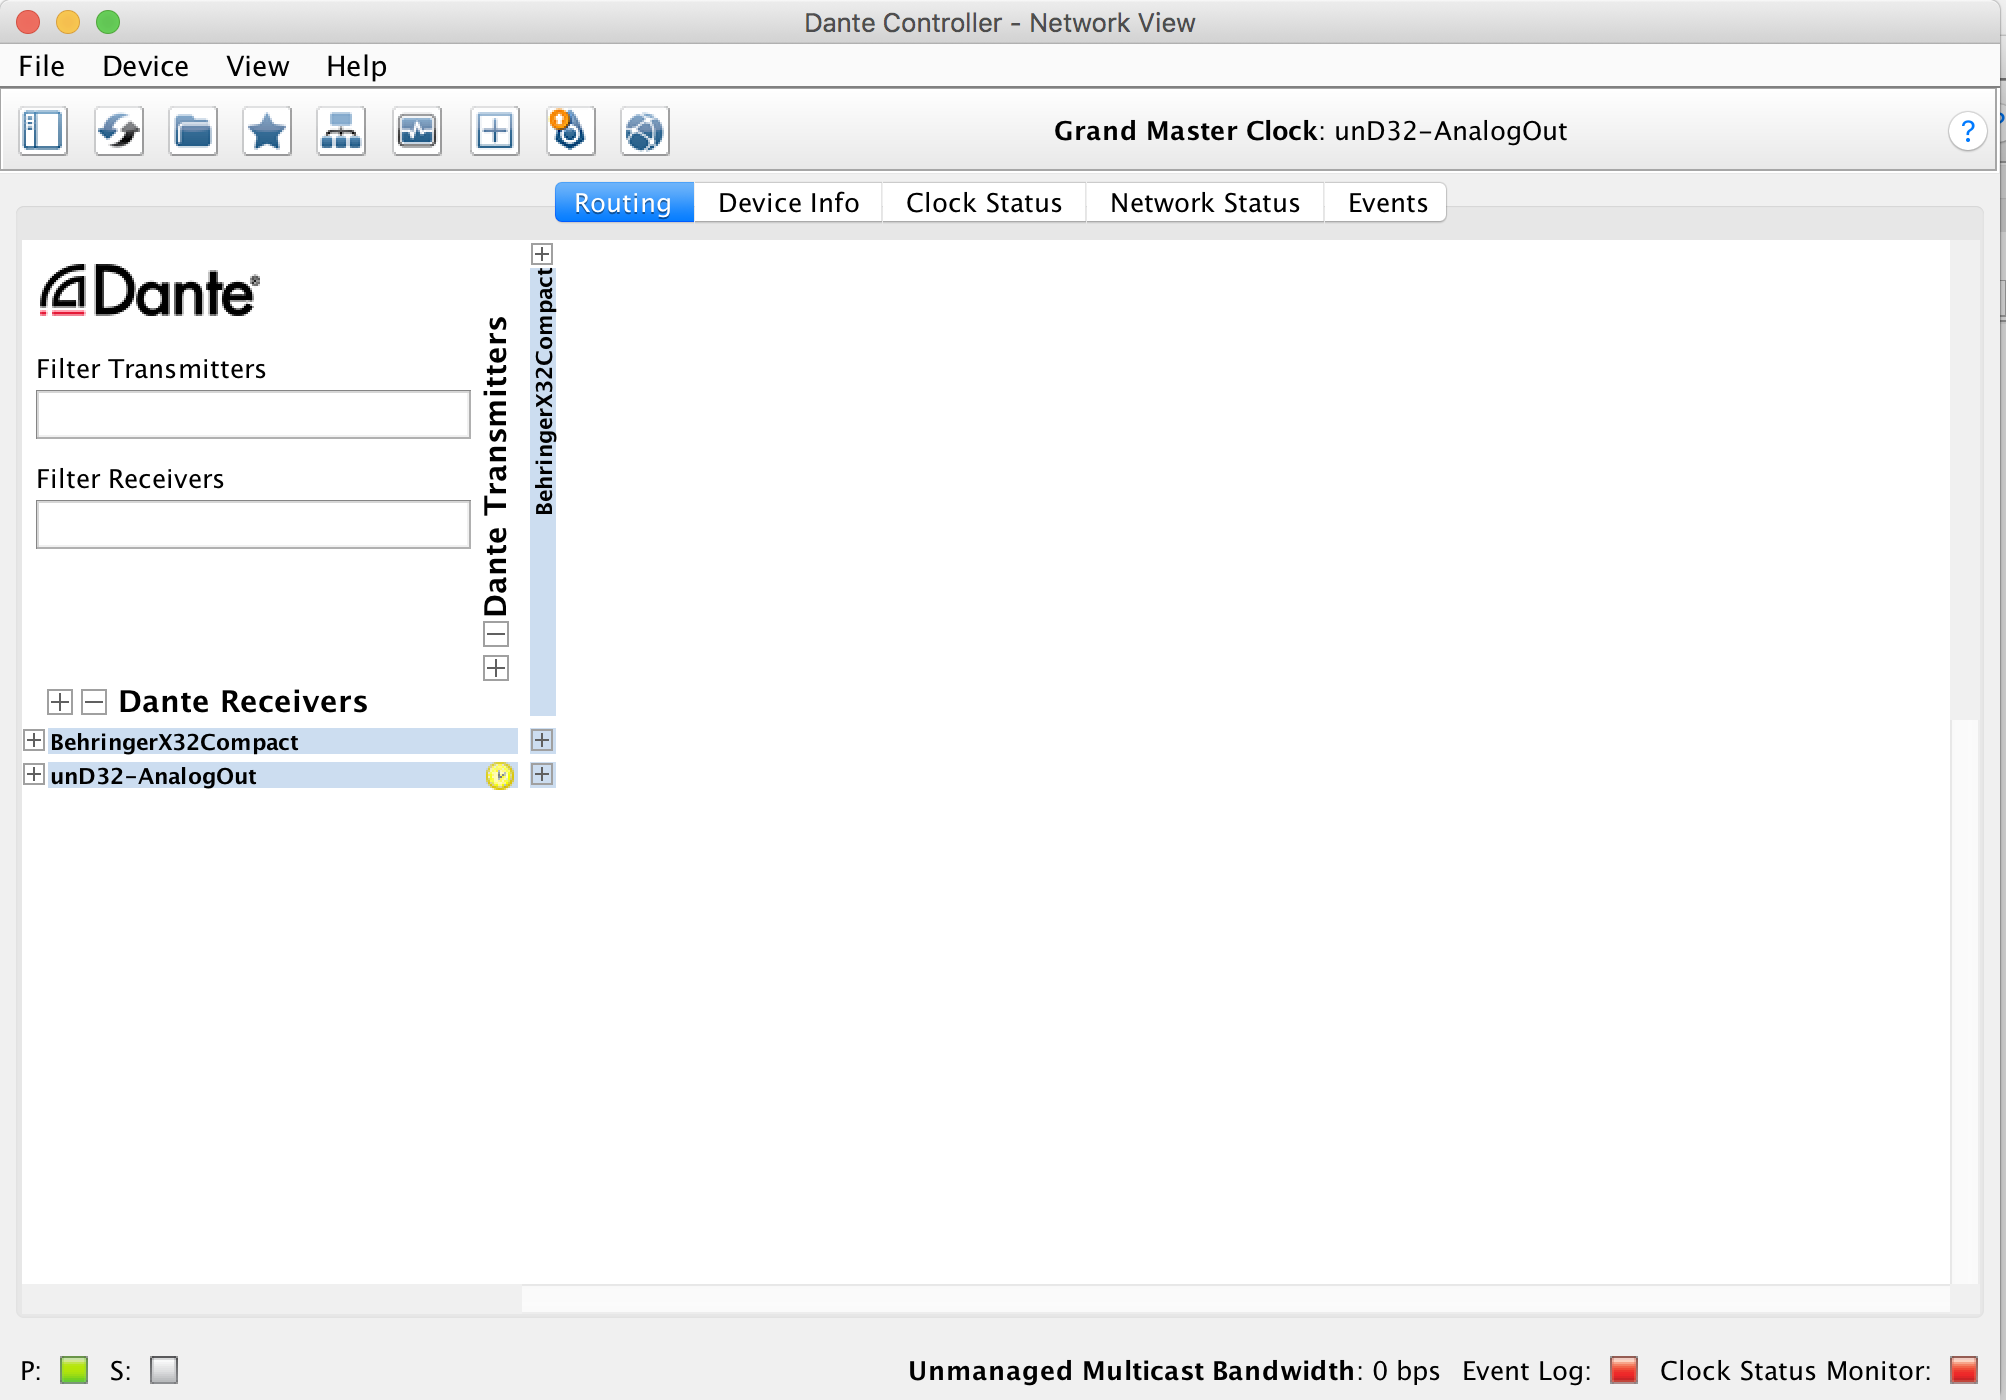 Dante Controller - Network View
File Device View Help
Grand Master Clock: unD32-AnalogOut
?
Routing Device Info Clock Status Network Status Events
Dante®
Filter Transmitters
Filter Receivers
Dante Transmitters
BehringerX32Compact
Dante Receivers
BehringerX32Compact
unD32-AnalogOut
P: S: Unmanaged Multicast Bandwidth: 0 bps Event Log: Clock Status Monitor: